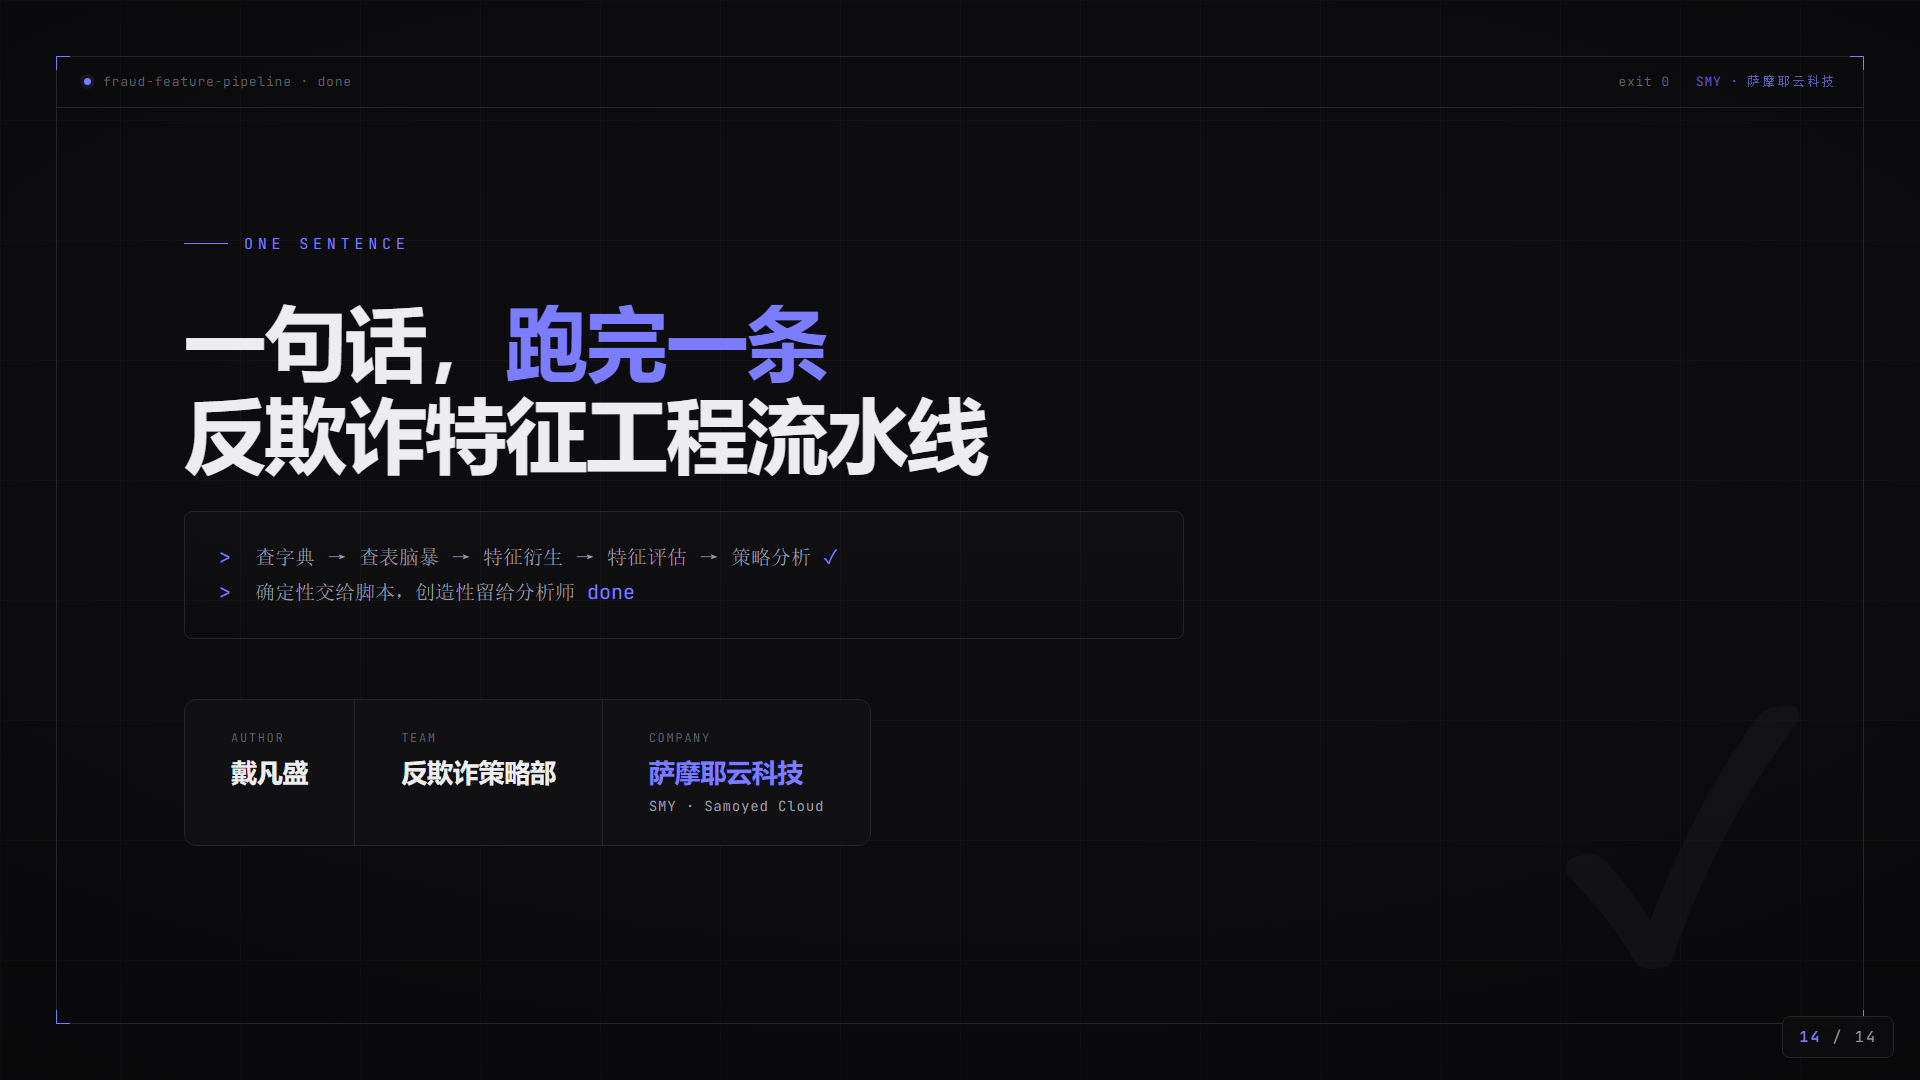 fraud-feature-pipeline · done
exit 0 SMY · 萨摩耶云科技
ONE SENTENCE
一句话，跑完一条
反欺诈特征工程流水线
> 查字典 → 查表脑暴 → 特征衍生 → 特征评估 → 策略分析 ✓
> 确定性交给脚本，创造性留给分析师 done
AUTHOR
戴凡盛
TEAM
反欺诈策略部
COMPANY
萨摩耶云科技
SMY · Samoyed Cloud
14 / 14